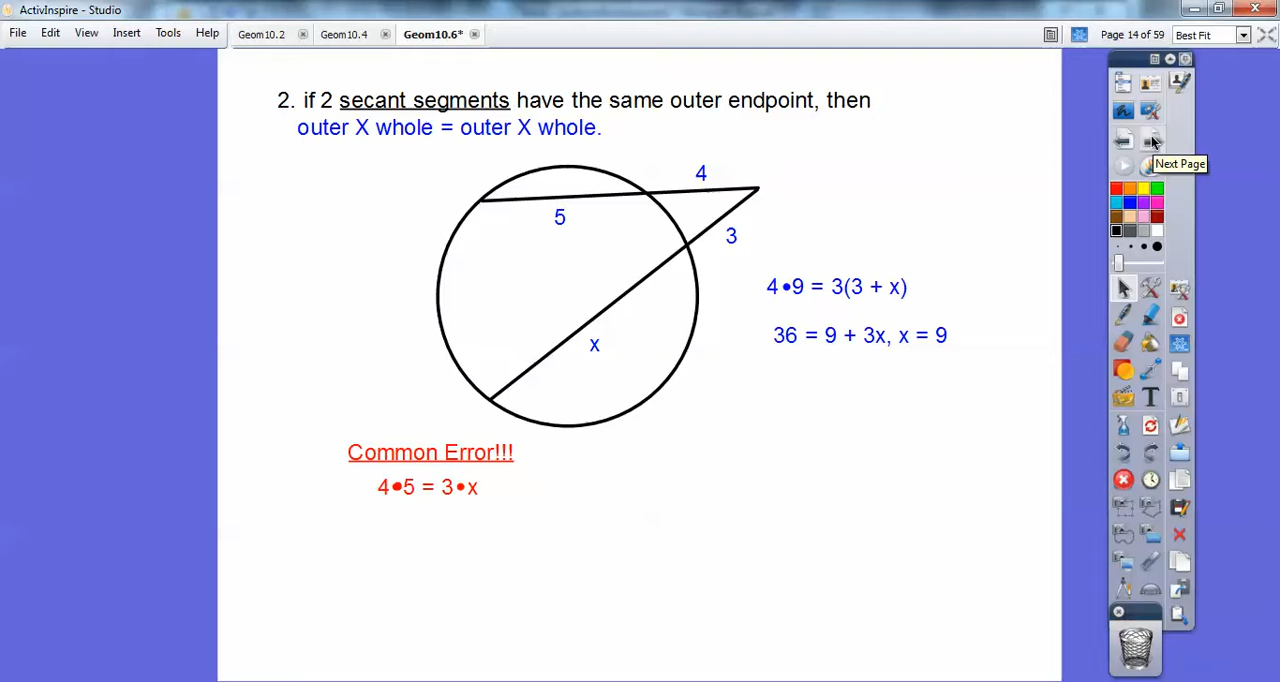 ActivInspire - Studio
File Edit View Insert Tools Help
Geom10.2 Geom10.4 Geom10.6*
Page 14 of 59 Best Fit
Next Page
2. if 2 secant segments have the same outer endpoint, then
outer X whole = outer X whole.
4
5
3
4•9 = 3(3 + x)
36 = 9 + 3x, x = 9
x
Common Error!!!
4•5 = 3•x